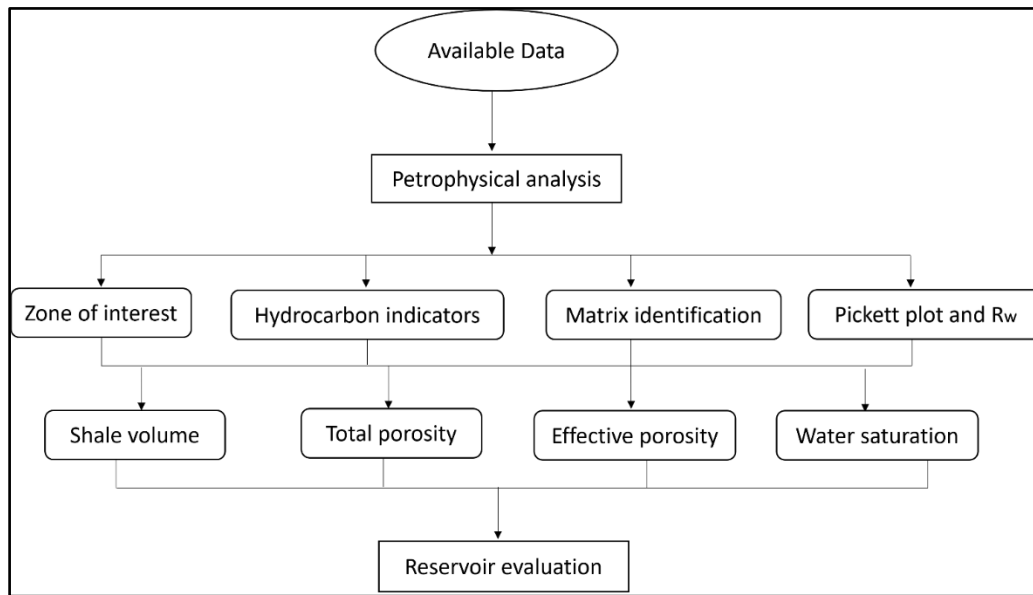 Available Data
Petrophysical analysis
Zone of interest
Hydrocarbon indicators
Matrix identification
Pickett plot and Rw
Shale volume
Total porosity
Effective porosity
Water saturation
Reservoir evaluation